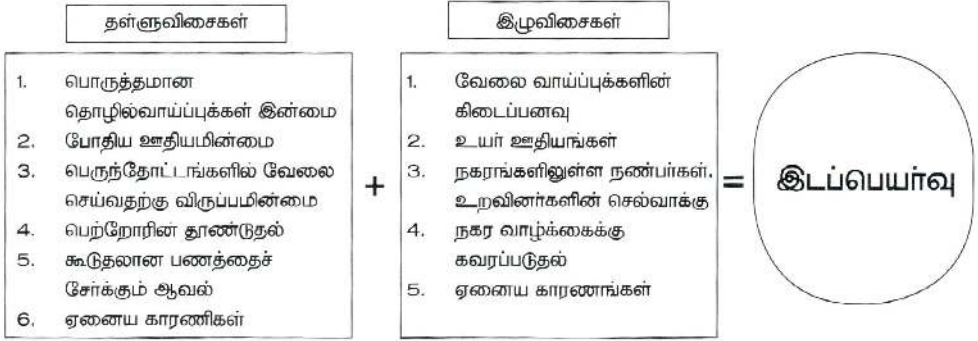 தள்ளுவிசைகள்
1. பொருத்தமான
தொழில்வாய்ப்புக்கள் இன்மை
2. போதிய ஊதியமின்மை
3. பெருந்தோட்டங்களில் வேலை
செய்வதற்கு விருப்பமின்மை
4. பெற்றோரின் தூண்டுதல்
5. கூடுதலான பணத்தைச்
சேர்க்கும் ஆவல்
6. ஏனைய காரணிகள்
+
இழுவிசைகள்
1. வேலை வாய்ப்புக்களின்
கிடைப்பனவு
2. உயர் ஊதியங்கள்
3. நகரங்களிலுள்ள நண்பர்கள்,
உறவினர்களின் செல்வாக்கு
4. நகர வாழ்க்கைக்கு
கவரப்படுதல்
5. ஏனைய காரணங்கள்
=
இடப்பெயர்வு